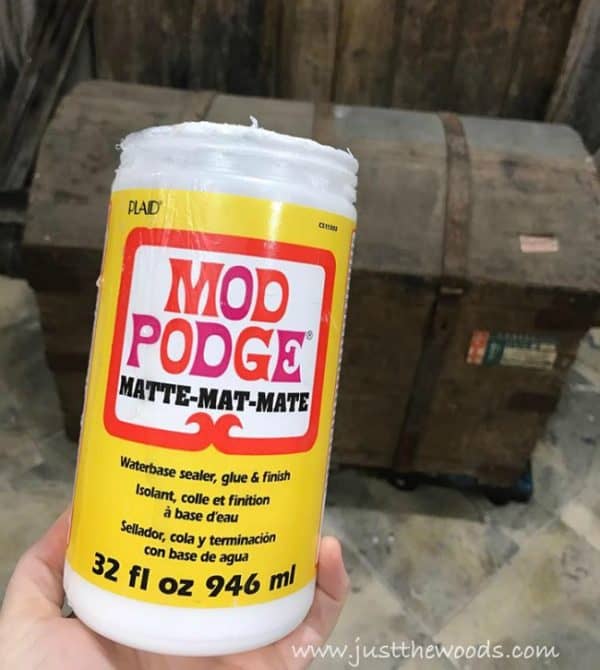 PLAID®
CS11303
MOD
PODGE®
MATTE-MAT-MATE
Waterbase sealer, glue & finish
Isolant, colle et finition
à base d'eau
Sellador, cola y terminación
con base de agua
32 fl oz 946 ml
www.justthewoods.com